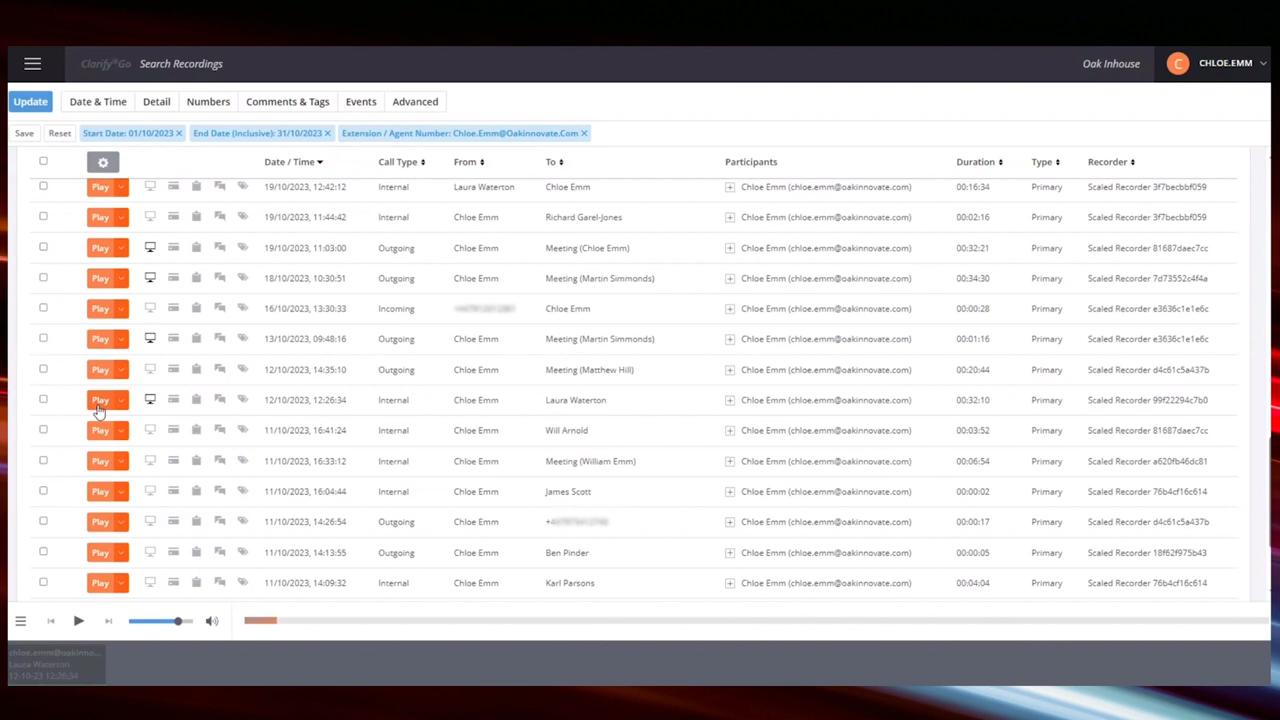 Clarify°Go Search Recordings Oak Inhouse C CHLOE.EMM
Update Date & Time Detail Numbers Comments & Tags Events Advanced
Save Reset Start Date: 01/10/2023 × End Date (Inclusive): 31/10/2023 × Extension / Agent Number: Chloe.Emm@Oakinnovate.Com ×
Date / Time Call Type From To Participants Duration Type Recorder
Play 19/10/2023, 12:42:12 Internal Laura Waterton Chloe Emm Chloe Emm (chloe.emm@oakinnovate.com) 00:16:34 Primary Scaled Recorder 3f7becbbf059
Play 19/10/2023, 11:44:42 Internal Chloe Emm Richard Garel-Jones Chloe Emm (chloe.emm@oakinnovate.com) 00:02:16 Primary Scaled Recorder 3f7becbbf059
Play 19/10/2023, 11:03:00 Outgoing Chloe Emm Meeting (Chloe Emm) Chloe Emm (chloe.emm@oakinnovate.com) 00:32:21 Primary Scaled Recorder 81687daec7cc
Play 18/10/2023, 10:30:51 Outgoing Chloe Emm Meeting (Martin Simmonds) Chloe Emm (chloe.emm@oakinnovate.com) 00:34:30 Primary Scaled Recorder 7d73552c4f4a
Play 16/10/2023, 13:30:33 Incoming Chloe Emm Chloe Emm (chloe.emm@oakinnovate.com) 00:00:28 Primary Scaled Recorder e3636c1e1e6c
Play 13/10/2023, 09:48:16 Outgoing Chloe Emm Meeting (Martin Simmonds) Chloe Emm (chloe.emm@oakinnovate.com) 00:01:16 Primary Scaled Recorder e3636c1e1e6c
Play 12/10/2023, 14:35:10 Outgoing Chloe Emm Meeting (Matthew Hill) Chloe Emm (chloe.emm@oakinnovate.com) 00:20:44 Primary Scaled Recorder d4c61c5a437b
Play 12/10/2023, 12:26:34 Internal Chloe Emm Laura Waterton Chloe Emm (chloe.emm@oakinnovate.com) 00:32:10 Primary Scaled Recorder 99f22294c7b0
Play 11/10/2023, 16:41:24 Internal Chloe Emm Will Arnold Chloe Emm (chloe.emm@oakinnovate.com) 00:03:52 Primary Scaled Recorder 81687daec7cc
Play 11/10/2023, 16:33:12 Internal Chloe Emm Meeting (William Emm) Chloe Emm (chloe.emm@oakinnovate.com) 00:06:54 Primary Scaled Recorder a620fb46dc81
Play 11/10/2023, 16:04:44 Internal Chloe Emm James Scott Chloe Emm (chloe.emm@oakinnovate.com) 00:00:02 Primary Scaled Recorder 76b4cf16c614
Play 11/10/2023, 14:26:54 Outgoing Chloe Emm Chloe Emm (chloe.emm@oakinnovate.com) 00:00:17 Primary Scaled Recorder d4c61c5a437b
Play 11/10/2023, 14:13:55 Outgoing Chloe Emm Ben Pinder Chloe Emm (chloe.emm@oakinnovate.com) 00:00:05 Primary Scaled Recorder 18f62f975b43
Play 11/10/2023, 14:09:32 Internal Chloe Emm Karl Parsons Chloe Emm (chloe.emm@oakinnovate.com) 00:04:04 Primary Scaled Recorder 76b4cf16c614
chloe.emm@oakinno...
Laura Waterton
12-10-23 12:26:34